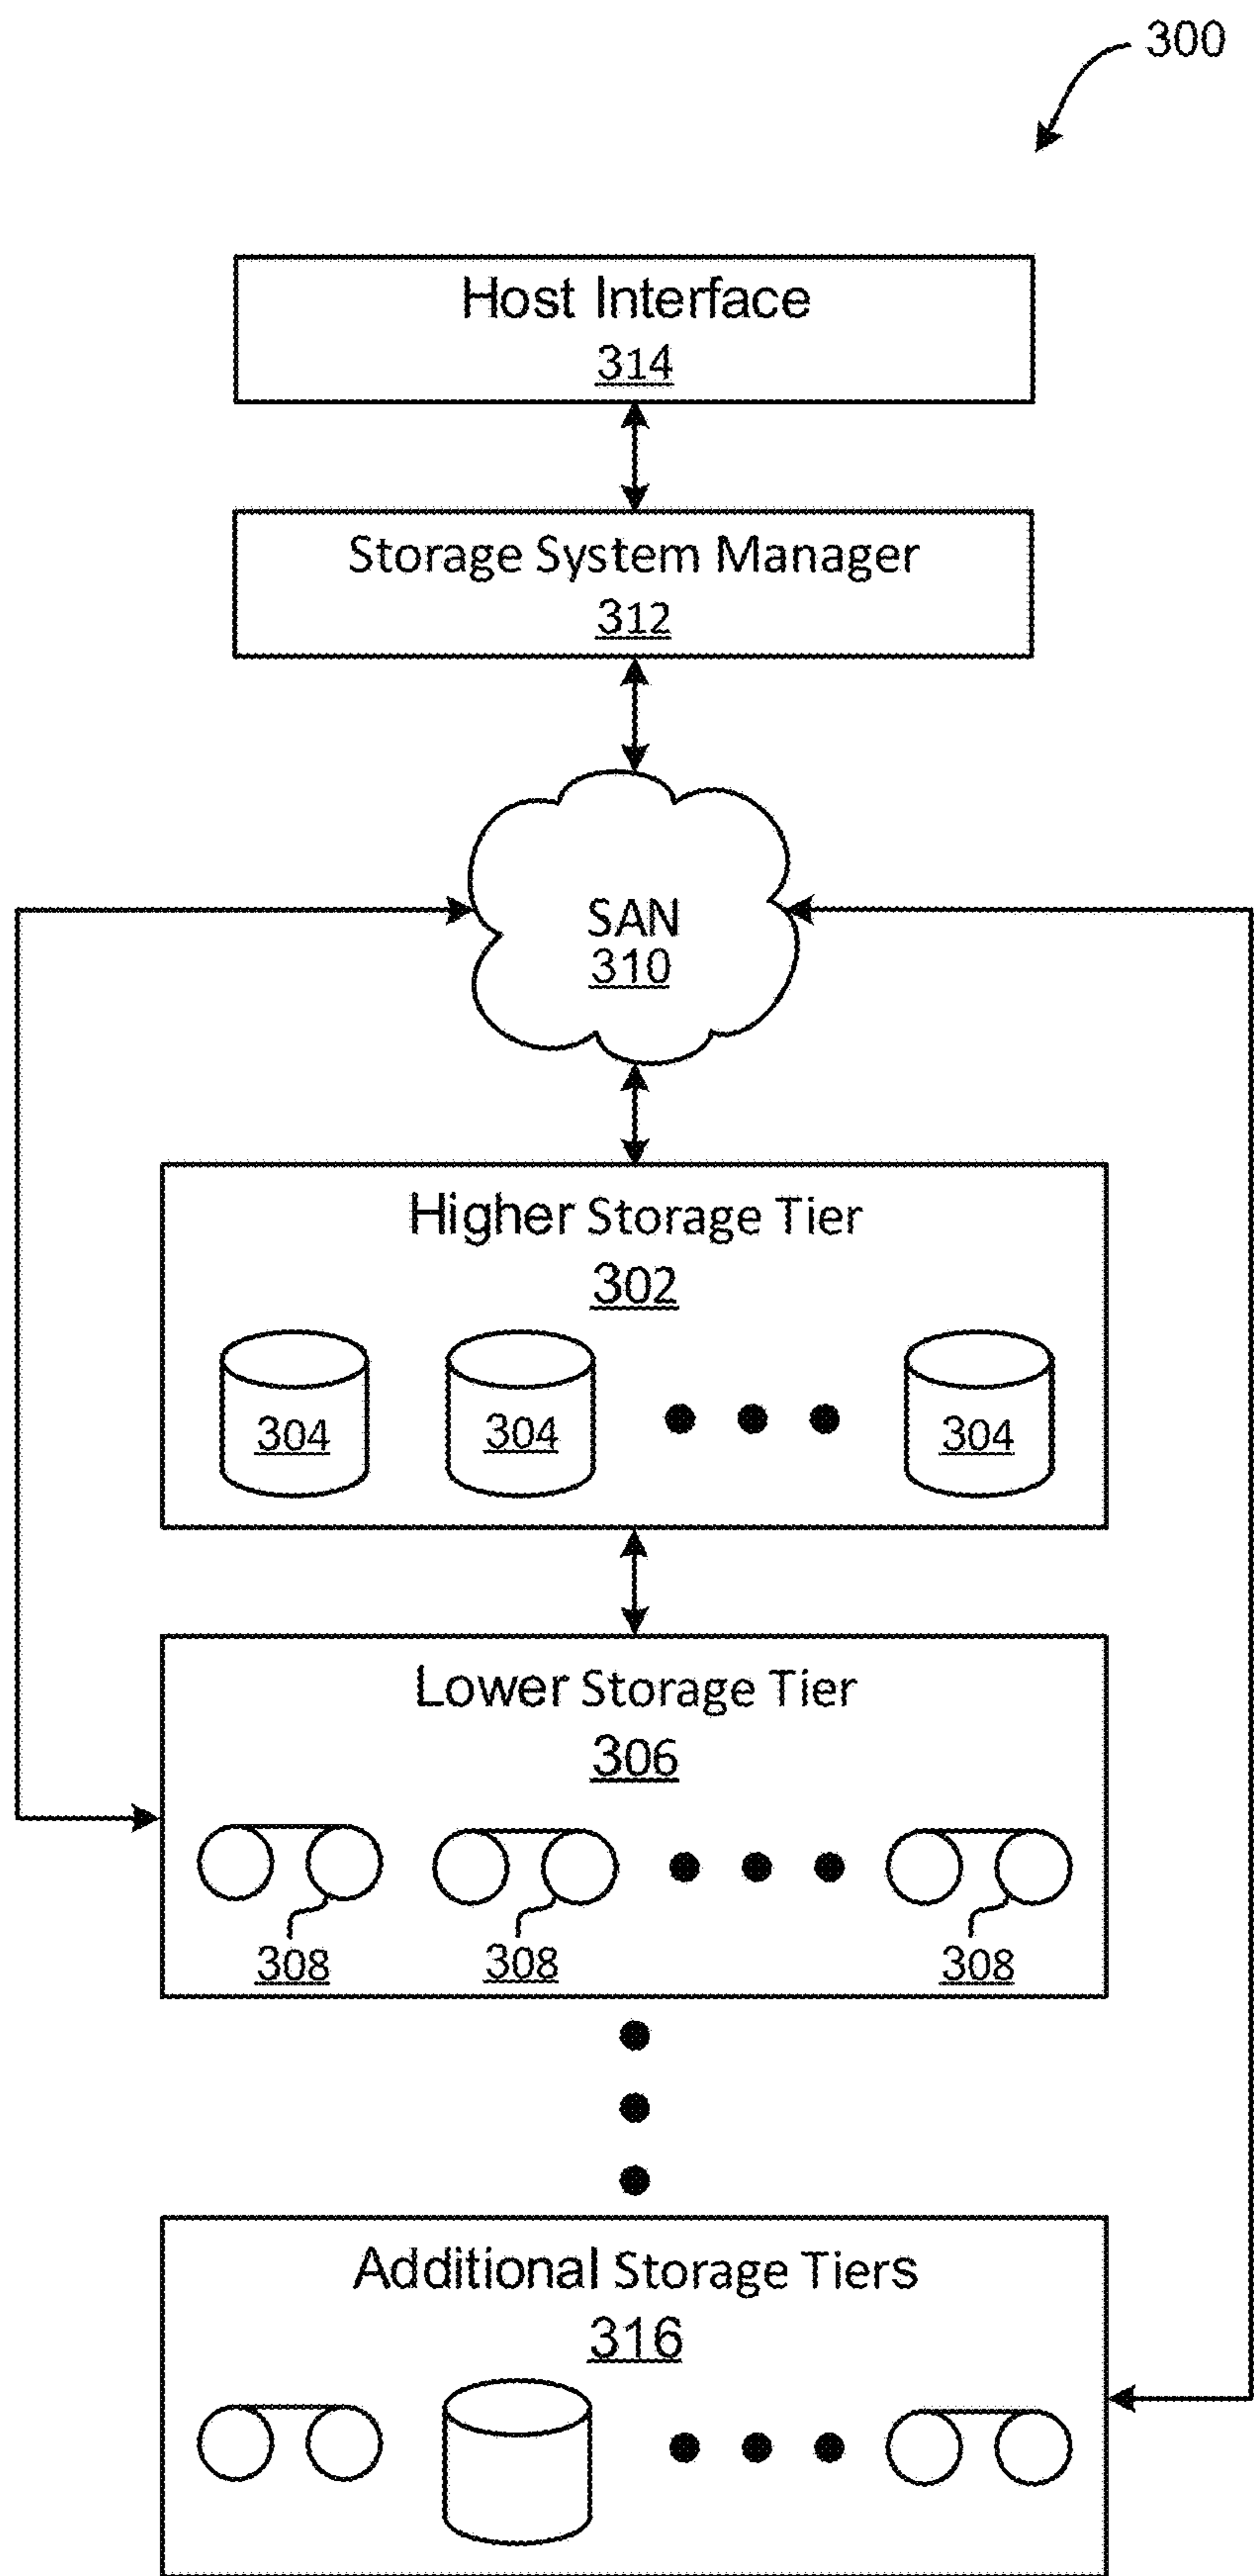 300
Host Interface
314
Storage System Manager
312
SAN
310
Higher Storage Tier
302
304 304 304
Lower Storage Tier
306
308 308 308
Additional Storage Tiers
316